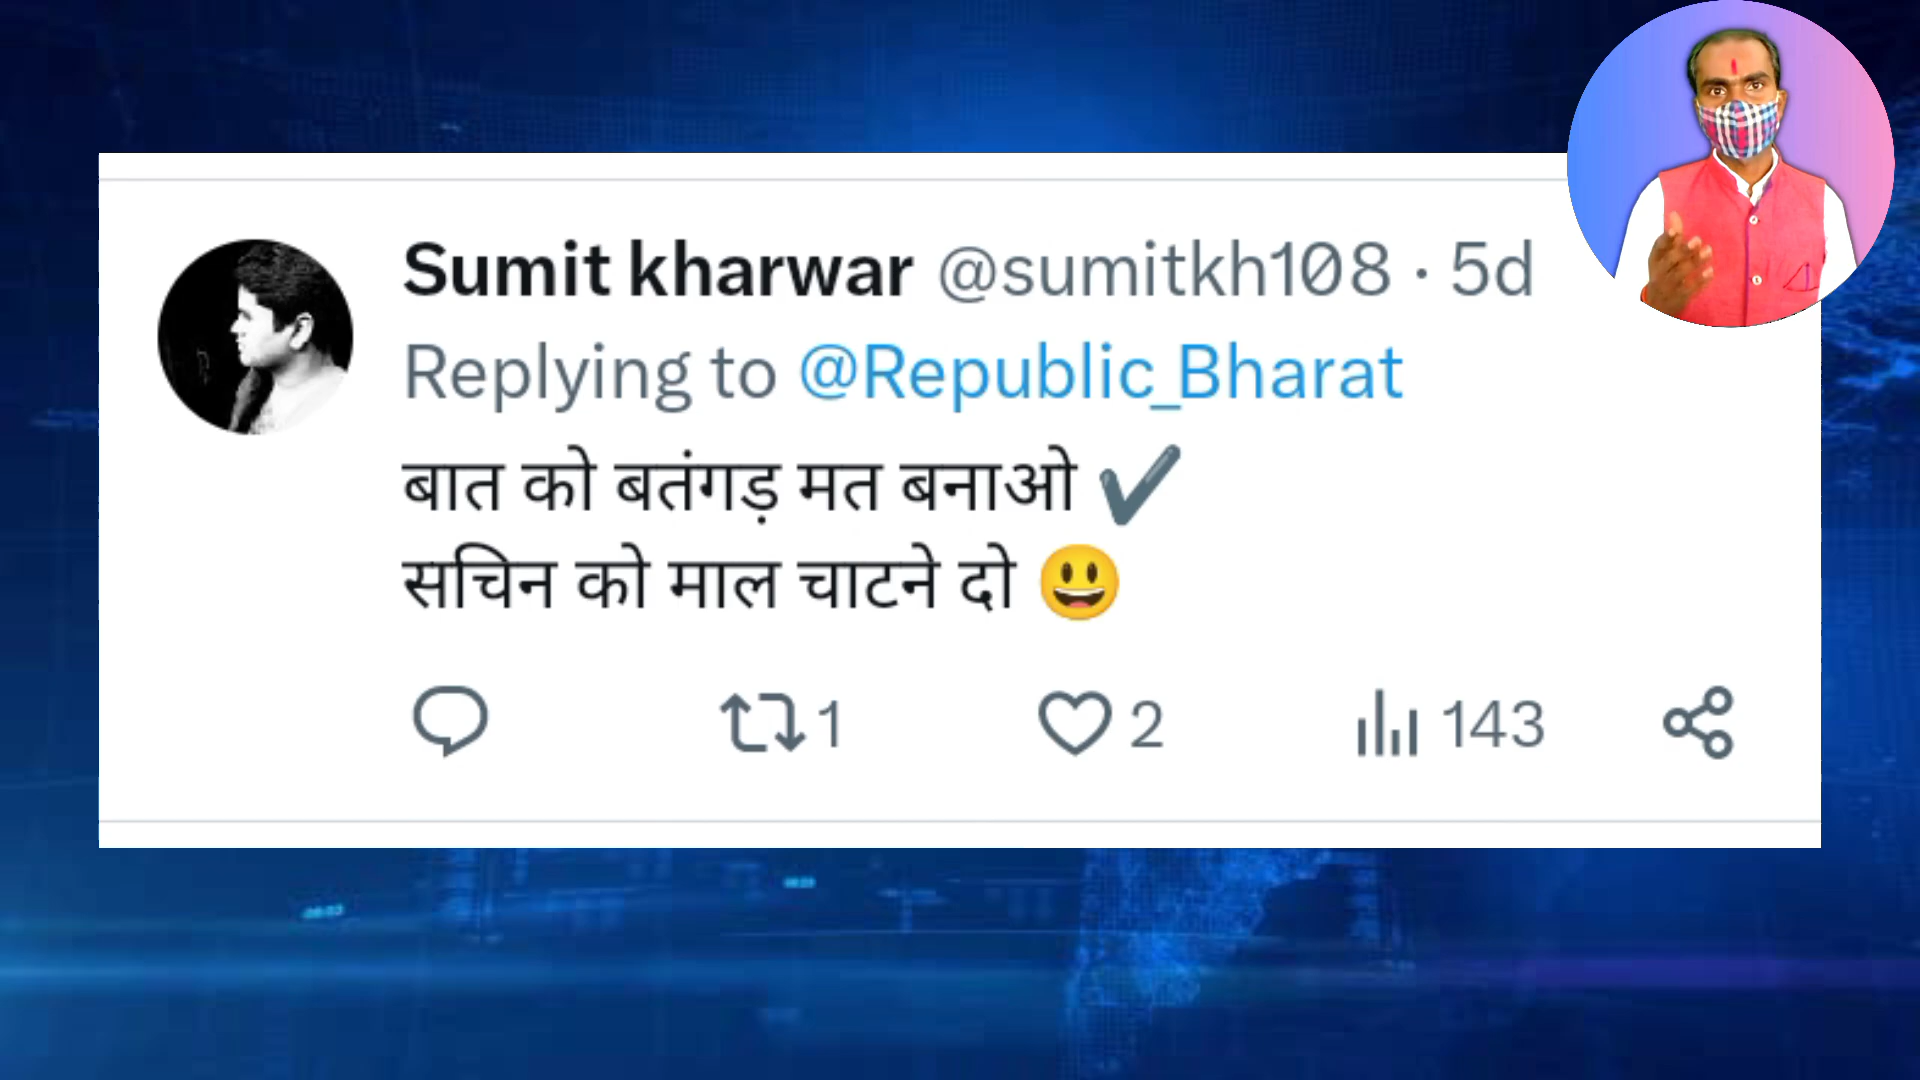 Sumit kharwar @sumitkh108 · 5d
Replying to @Republic_Bharat
बात को बतंगड़ मत बनाओ ✔️
सचिन को माल चाटने दो 😃
1 2 143